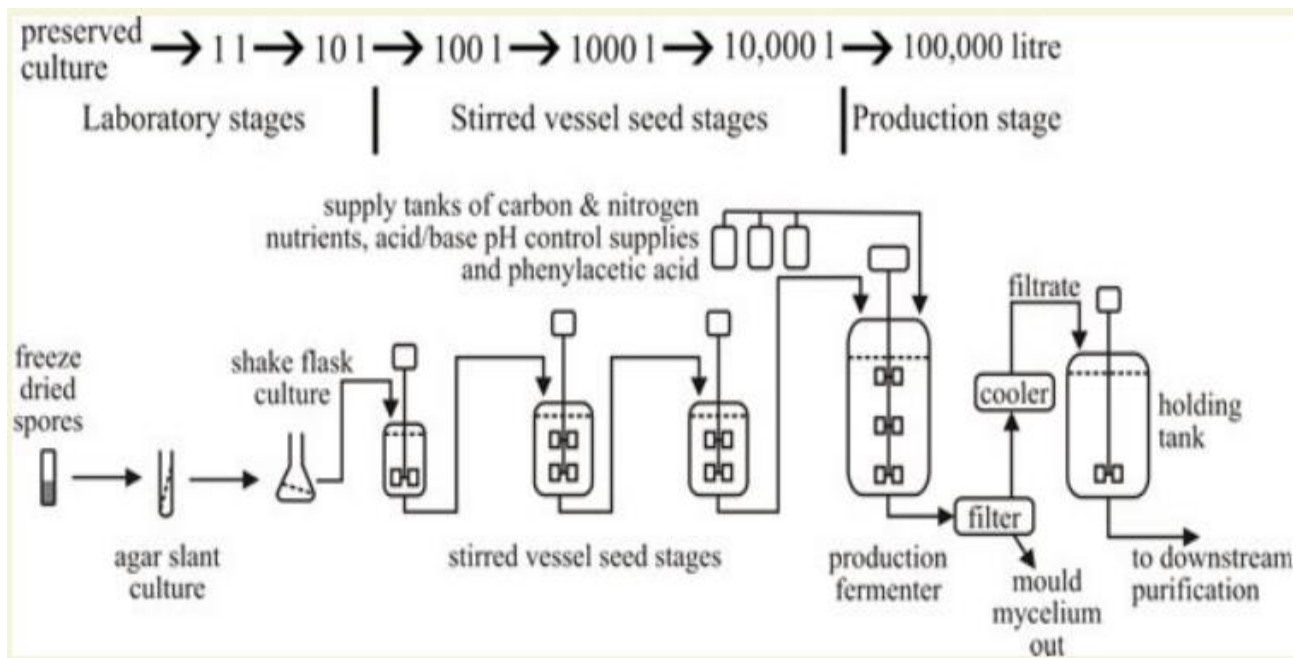 preserved culture → 1 l → 10 l → 100 l → 1000 l → 10,000 l → 100,000 litre
Laboratory stages
Stirred vessel seed stages
Production stage
supply tanks of carbon & nitrogen
nutrients, acid/base pH control supplies
and phenylacetic acid
freeze
dried
spores
agar slant
culture
shake flask
culture
stirred vessel seed stages
production
fermenter
filter
mould
mycelium
out
cooler
filtrate
holding
tank
to downstream
purification